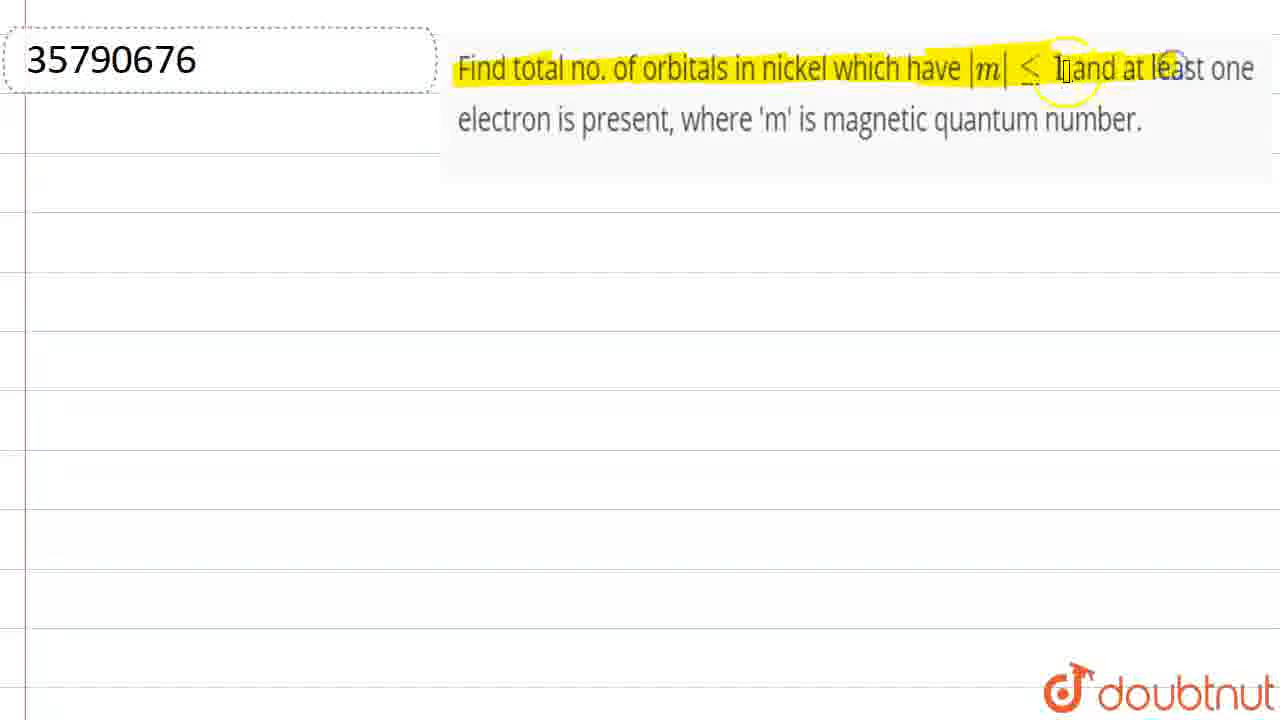 35790676
Find total no. of orbitals in nickel which have |m| ≤ 1 and at least one
electron is present, where 'm' is magnetic quantum number.
doubtnut